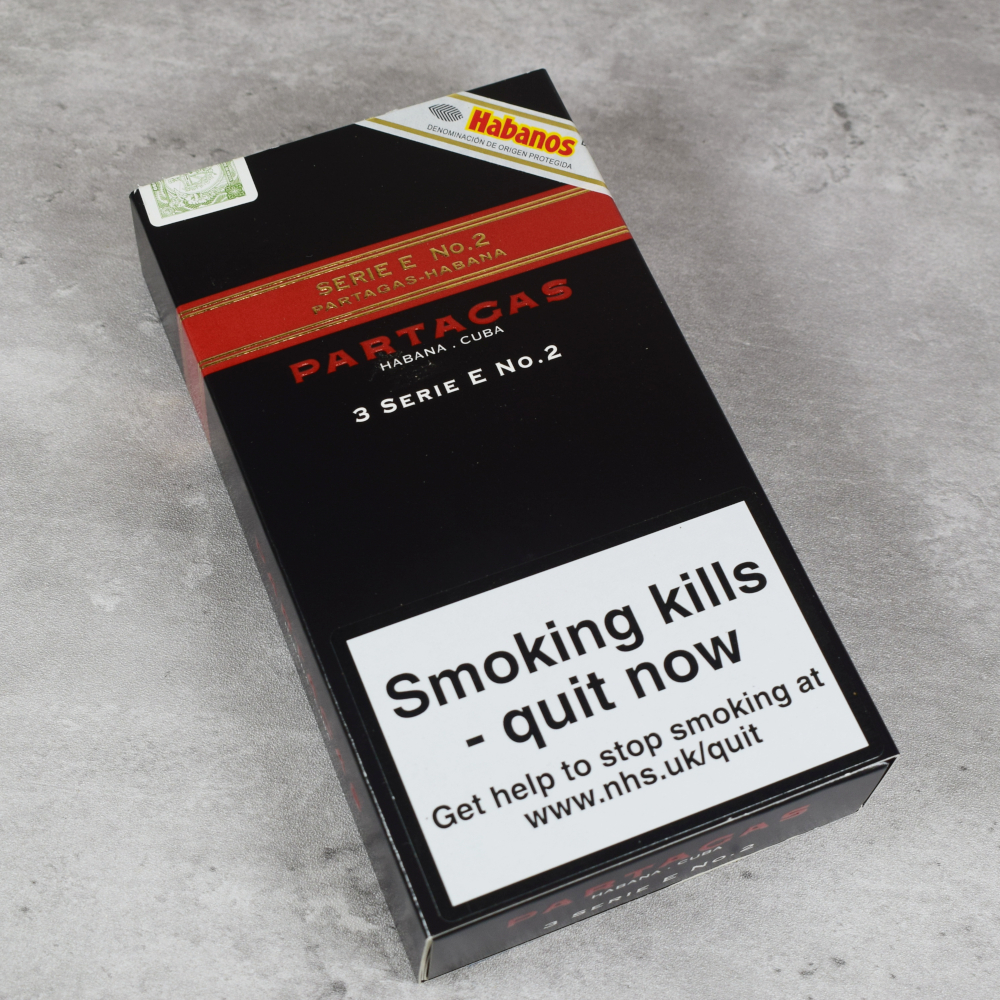 Habanos
DENOMINACIÓN DE ORIGEN PROTEGIDA
SERIE E No.2
PARTAGAS-HABANA
PARTAGAS
HABANA . CUBA
3 SERIE E No.2
Smoking kills
- quit now
Get help to stop smoking at
www.nhs.uk/quit
PARTAGAS
HABANA . CUBA
3 SERIE E No.2